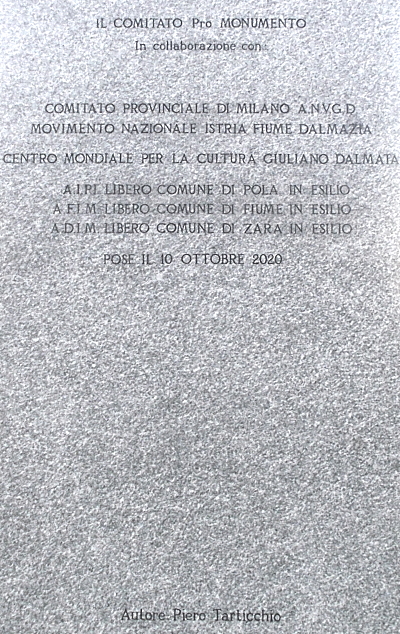 IL COMITATO Pro MONUMENTO
In collaborazione con:
COMITATO PROVINCIALE DI MILANO A.N.V.G.D.
MOVIMENTO NAZIONALE ISTRIA FIUME DALMAZIA
CENTRO MONDIALE PER LA CULTURA GIULIANO DALMATA
A.I.P.I. LIBERO COMUNE DI POLA IN ESILIO
A.F.I.M. LIBERO COMUNE DI FIUME IN ESILIO
A.D.I.M. LIBERO COMUNE DI ZARA IN ESILIO
POSE IL 10 OTTOBRE 2020
Autore Piero Tarticchio